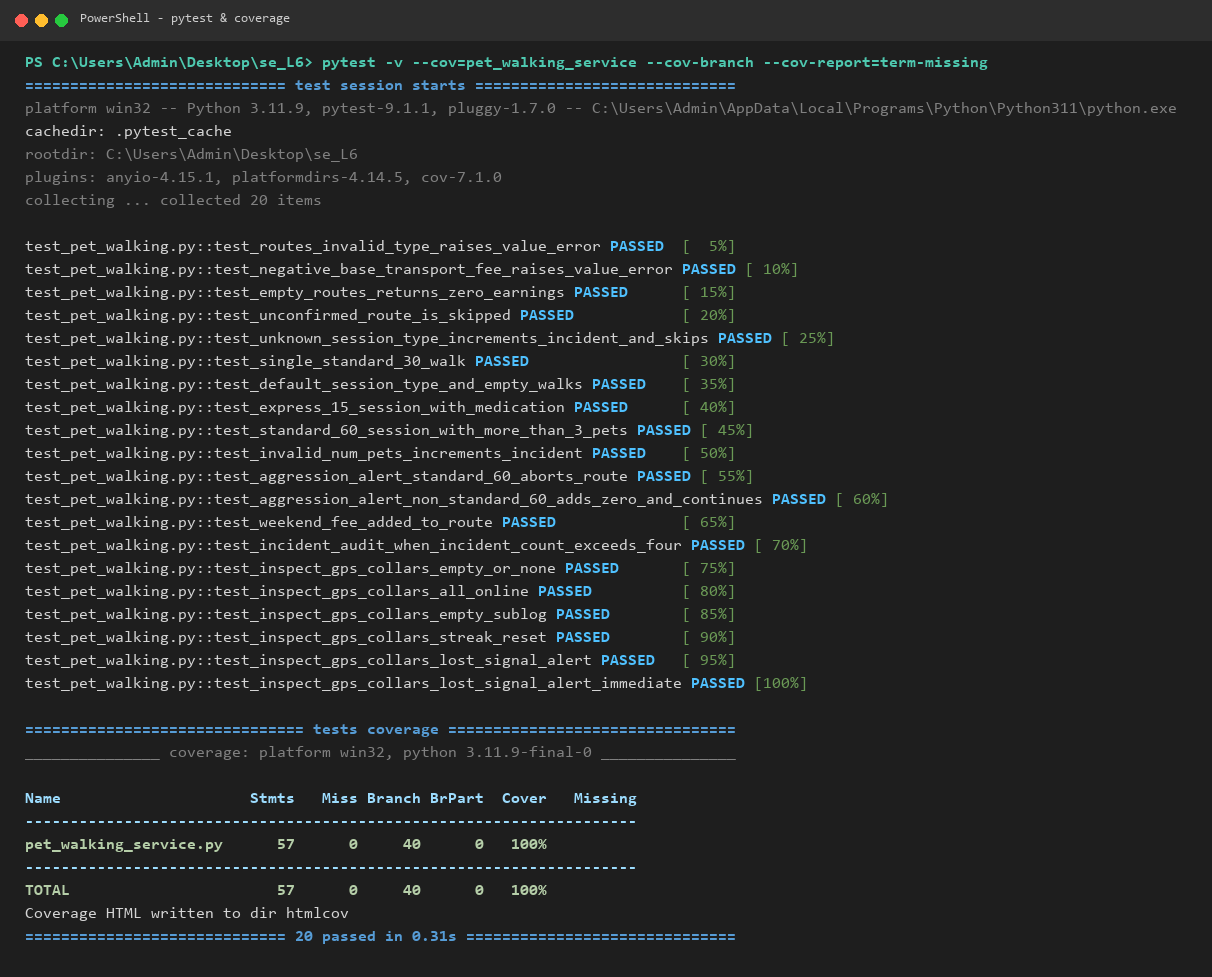 PowerShell - pytest & coverage
PS C:\Users\Admin\Desktop\se_L6> pytest -v --cov=pet_walking_service --cov-branch --cov-report=term-missing
============================= test session starts =============================
platform win32 -- Python 3.11.9, pytest-9.1.1, pluggy-1.7.0 -- C:\Users\Admin\AppData\Local\Programs\Python\Python311\python.exe
cachedir: .pytest_cache
rootdir: C:\Users\Admin\Desktop\se_L6
plugins: anyio-4.15.1, platformdirs-4.14.5, cov-7.1.0
collecting ... collected 20 items

test_pet_walking.py::test_routes_invalid_type_raises_value_error PASSED  [  5%]
test_pet_walking.py::test_negative_base_transport_fee_raises_value_error PASSED [ 10%]
test_pet_walking.py::test_empty_routes_returns_zero_earnings PASSED      [ 15%]
test_pet_walking.py::test_unconfirmed_route_is_skipped PASSED            [ 20%]
test_pet_walking.py::test_unknown_session_type_increments_incident_and_skips PASSED [ 25%]
test_pet_walking.py::test_single_standard_30_walk PASSED                 [ 30%]
test_pet_walking.py::test_default_session_type_and_empty_walks PASSED    [ 35%]
test_pet_walking.py::test_express_15_session_with_medication PASSED      [ 40%]
test_pet_walking.py::test_standard_60_session_with_more_than_3_pets PASSED [ 45%]
test_pet_walking.py::test_invalid_num_pets_increments_incident PASSED    [ 50%]
test_pet_walking.py::test_aggression_alert_standard_60_aborts_route PASSED [ 55%]
test_pet_walking.py::test_aggression_alert_non_standard_60_adds_zero_and_continues PASSED [ 60%]
test_pet_walking.py::test_weekend_fee_added_to_route PASSED              [ 65%]
test_pet_walking.py::test_incident_audit_when_incident_count_exceeds_four PASSED [ 70%]
test_pet_walking.py::test_inspect_gps_collars_empty_or_none PASSED       [ 75%]
test_pet_walking.py::test_inspect_gps_collars_all_online PASSED          [ 80%]
test_pet_walking.py::test_inspect_gps_collars_empty_sublog PASSED        [ 85%]
test_pet_walking.py::test_inspect_gps_collars_streak_reset PASSED        [ 90%]
test_pet_walking.py::test_inspect_gps_collars_lost_signal_alert PASSED   [ 95%]
test_pet_walking.py::test_inspect_gps_collars_lost_signal_alert_immediate PASSED [100%]

=============================== tests coverage ================================
_______________ coverage: platform win32, python 3.11.9-final-0 _______________

Name                     Stmts   Miss Branch BrPart  Cover   Missing
--------------------------------------------------------------------
pet_walking_service.py      57      0     40      0   100%
--------------------------------------------------------------------
TOTAL                       57      0     40      0   100%
Coverage HTML written to dir htmlcov
============================= 20 passed in 0.31s ==============================